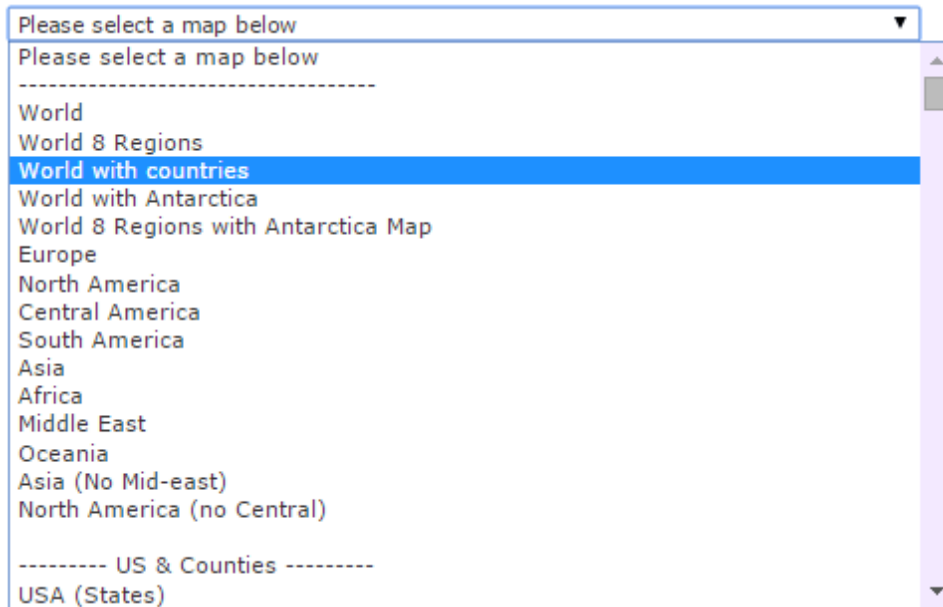 Please select a map below
Please select a map below
-----------------------------------
World
World 8 Regions
World with countries
World with Antarctica
World 8 Regions with Antarctica Map
Europe
North America
Central America
South America
Asia
Africa
Middle East
Oceania
Asia (No Mid-east)
North America (no Central)
--------- US & Counties ---------
USA (States)